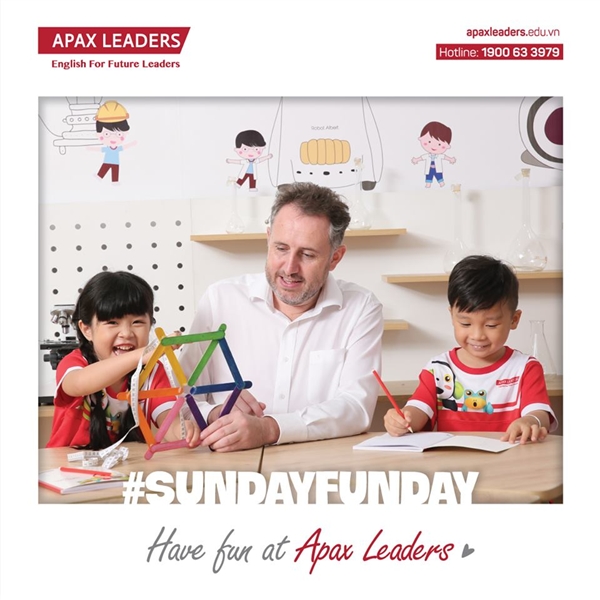 APAX LEADERS
English For Future Leaders
apaxleaders.edu.vn
Hotline: 1900 63 3979
#SUNDAYFUNDAY
Have fun at Apax Leaders